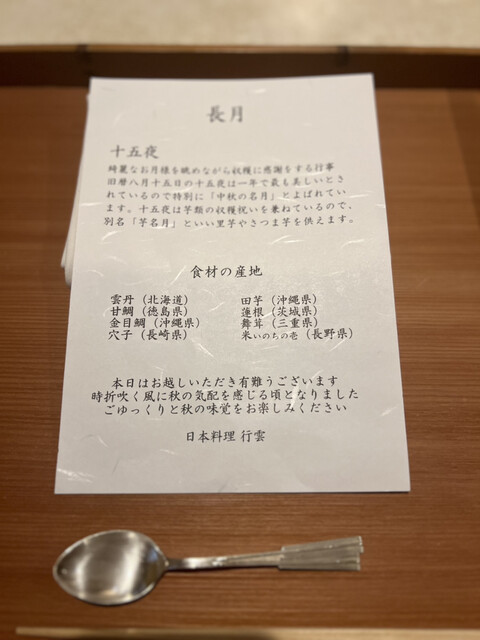 長月
十五夜
綺麗なお月様を眺めながら収穫に感謝をする行事
旧暦八月十五日の十五夜は一年で最も美しいとさ
れているので特別に「中秋の名月」とよばれてい
ます。十五夜は芋類の収穫祝いを兼ねているので、
別名「芋名月」といい里芋やさつま芋を供えます。
食材の産地
雲丹（北海道）
甘鯛（徳島県）
金目鯛（沖縄県）
穴子（長崎県）
田芋（沖縄県）
蓮根（茨城県）
舞茸（三重県）
米いのちの壱（長野県）
本日はお越しいただき有難うございます
時折吹く風に秋の気配を感じる頃となりました
ごゆっくりと秋の味覚をお楽しみください
日本料理 行雲